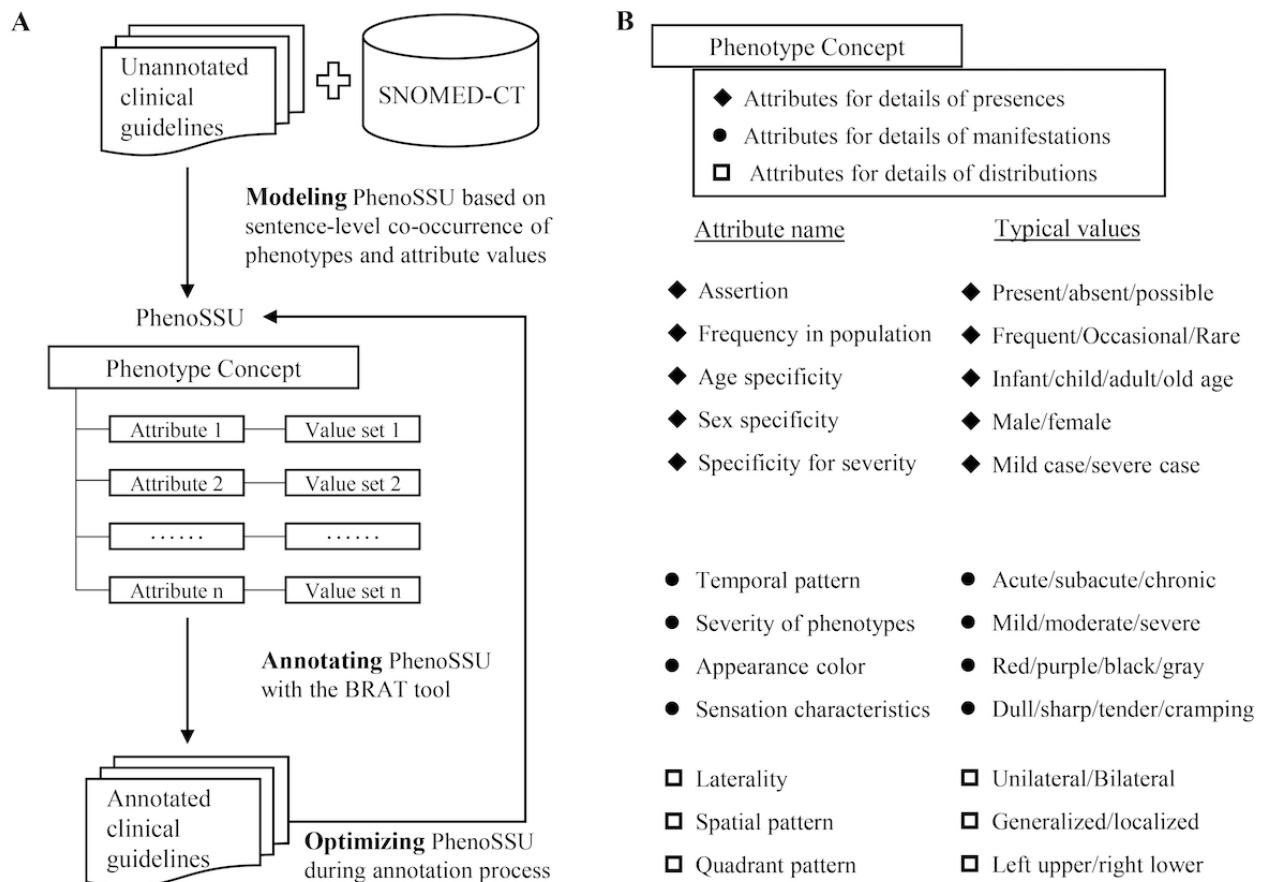 A
Unannotated
clinical
guidelines
SNOMED-CT
Modeling PhenoSSU based on
sentence-level co-occurrence of
phenotypes and attribute values
PhenoSSU
Phenotype Concept
Attribute 1
Value set 1
Attribute 2
Value set 2
......
......
Attribute n
Value set n
Annotating PhenoSSU
with the BRAT tool
Annotated
clinical
guidelines
Optimizing PhenoSSU
during annotation process
B
Phenotype Concept
Attributes for details of presences
Attributes for details of manifestations
Attributes for details of distributions
Attribute name
Typical values
Assertion
Present/absent/possible
Frequency in population
Frequent/Occasional/Rare
Age specificity
Infant/child/adult/old age
Sex specificity
Male/female
Specificity for severity
Mild case/severe case
Temporal pattern
Acute/subacute/chronic
Severity of phenotypes
Mild/moderate/severe
Appearance color
Red/purple/black/gray
Sensation characteristics
Dull/sharp/tender/cramping
Laterality
Unilateral/Bilateral
Spatial pattern
Generalized/localized
Quadrant pattern
Left upper/right lower